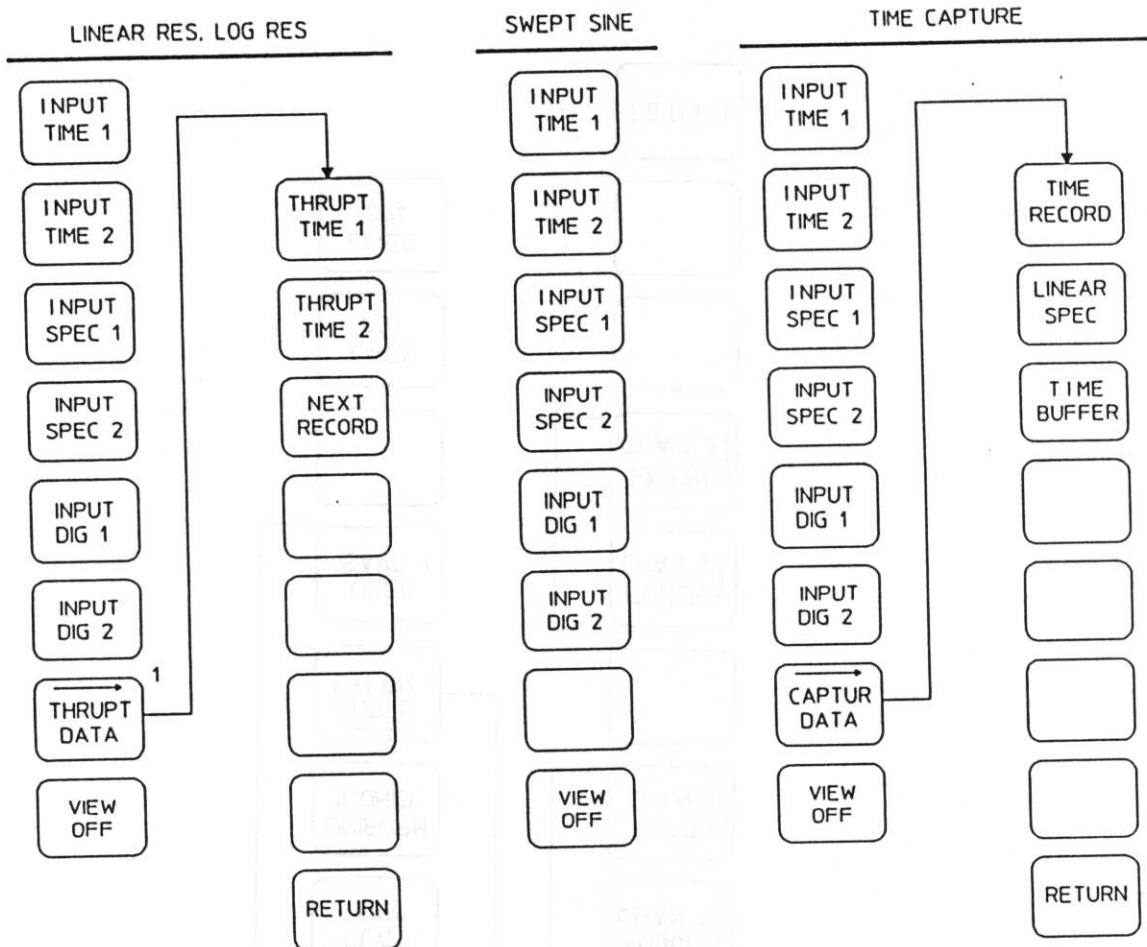 LINEAR RES, LOG RES
INPUT
TIME 1
INPUT
TIME 2
INPUT
SPEC 1
INPUT
SPEC 2
INPUT
DIG 1
INPUT
DIG 2
1
THRUPT
DATA
VIEW
OFF
THRUPT
TIME 1
THRUPT
TIME 2
NEXT
RECORD
RETURN
SWEPT SINE
INPUT
TIME 1
INPUT
TIME 2
INPUT
SPEC 1
INPUT
SPEC 2
INPUT
DIG 1
INPUT
DIG 2
VIEW
OFF
TIME CAPTURE
INPUT
TIME 1
INPUT
TIME 2
INPUT
SPEC 1
INPUT
SPEC 2
INPUT
DIG 1
INPUT
DIG 2
CAPTUR
DATA
VIEW
OFF
TIME
RECORD
LINEAR
SPEC
TIME
BUFFER
RETURN